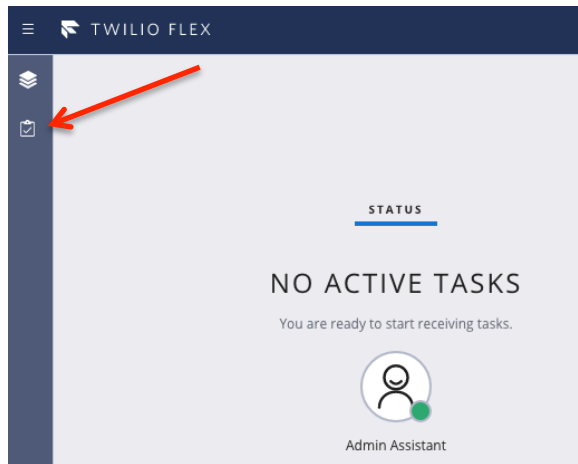 TWILIO FLEX
STATUS
NO ACTIVE TASKS
You are ready to start receiving tasks.
Admin Assistant